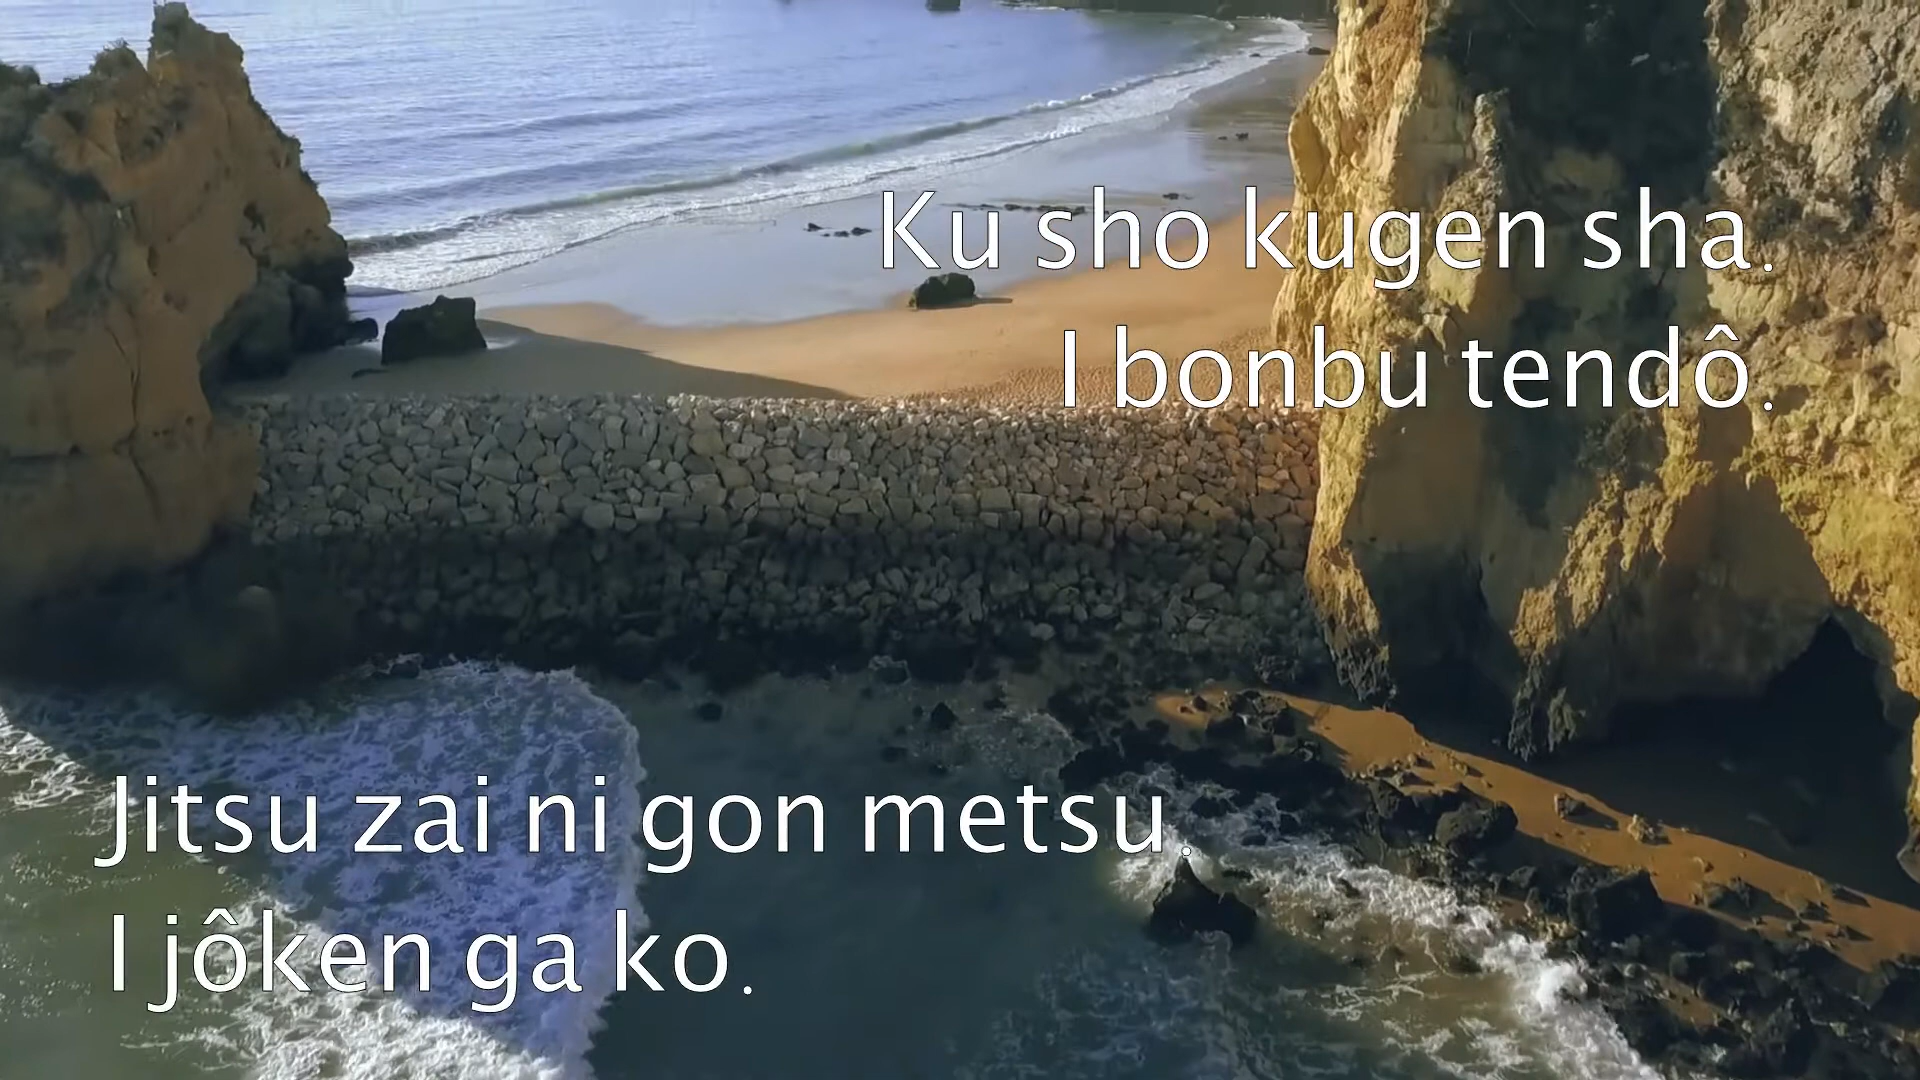 Ku sho kugen sha.
I bonbu tendô.
Jitsu zai ni gon metsu.
I jôken ga ko.